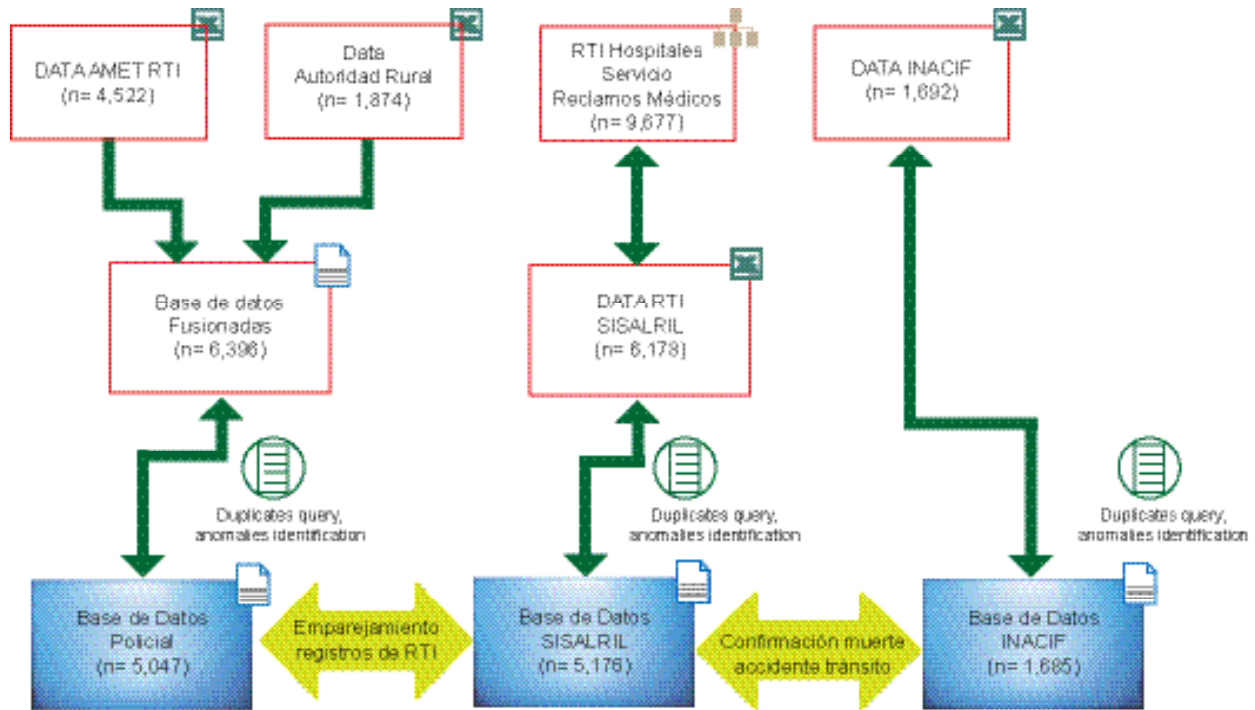 DATA AMET RTI
(n= 4,522)
Data
Autoridad Rural
(n= 1,874)
RTI Hospitales
Servicio
Reclamos Médicos
(n= 9,677)
DATA INACIF
(n= 1,692)
Base de datos
Fusionadas
(n= 6,396)
DATA RTI
SISALRIL
(n= 6,178)
Duplicates query,
anomalies identification
Duplicates query,
anomalies identification
Duplicates query,
anomalies identification
Base de Datos
Policial
(n= 5,047)
Emparejamiento
registros de RTI
Base de Datos
SISALRIL
(n= 5,176)
Confirmación muerte
accidente tránsito
Base de Datos
INACIF
(n= 1,685)